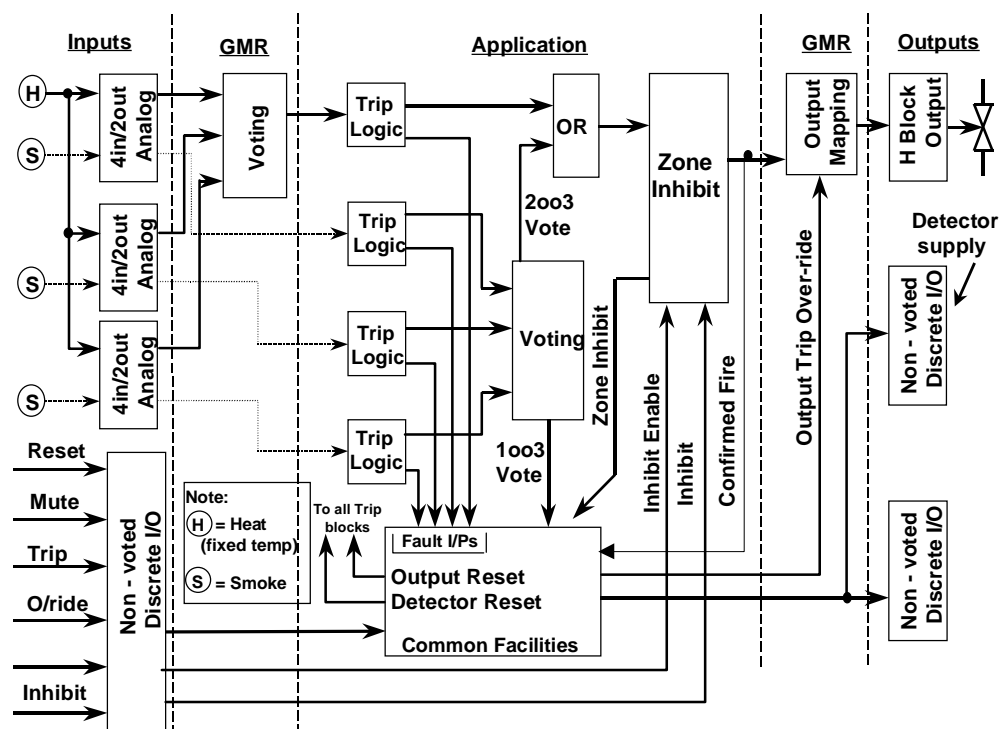 Inputs
GMR
Application
GMR
Outputs
H
S
S
S
4in/2out
Analog
4in/2out
Analog
4in/2out
Analog
Voting
Trip
Logic
Trip
Logic
Trip
Logic
Trip
Logic
OR
2oo3
Vote
Voting
1oo3
Vote
Zone
Inhibit
Zone Inhibit
Inhibit Enable
Inhibit
Confirmed Fire
Output Trip Over-ride
Output
Mapping
H Block
Output
Detector
supply
Non - voted
Discrete I/O
Non - voted
Discrete I/O
Reset
Mute
Trip
O/ride
Inhibit
Non - voted
Discrete I/O
Note:
H = Heat
(fixed temp)
S = Smoke
To all Trip
blocks
Fault I/Ps
Output Reset
Detector Reset
Common Facilities